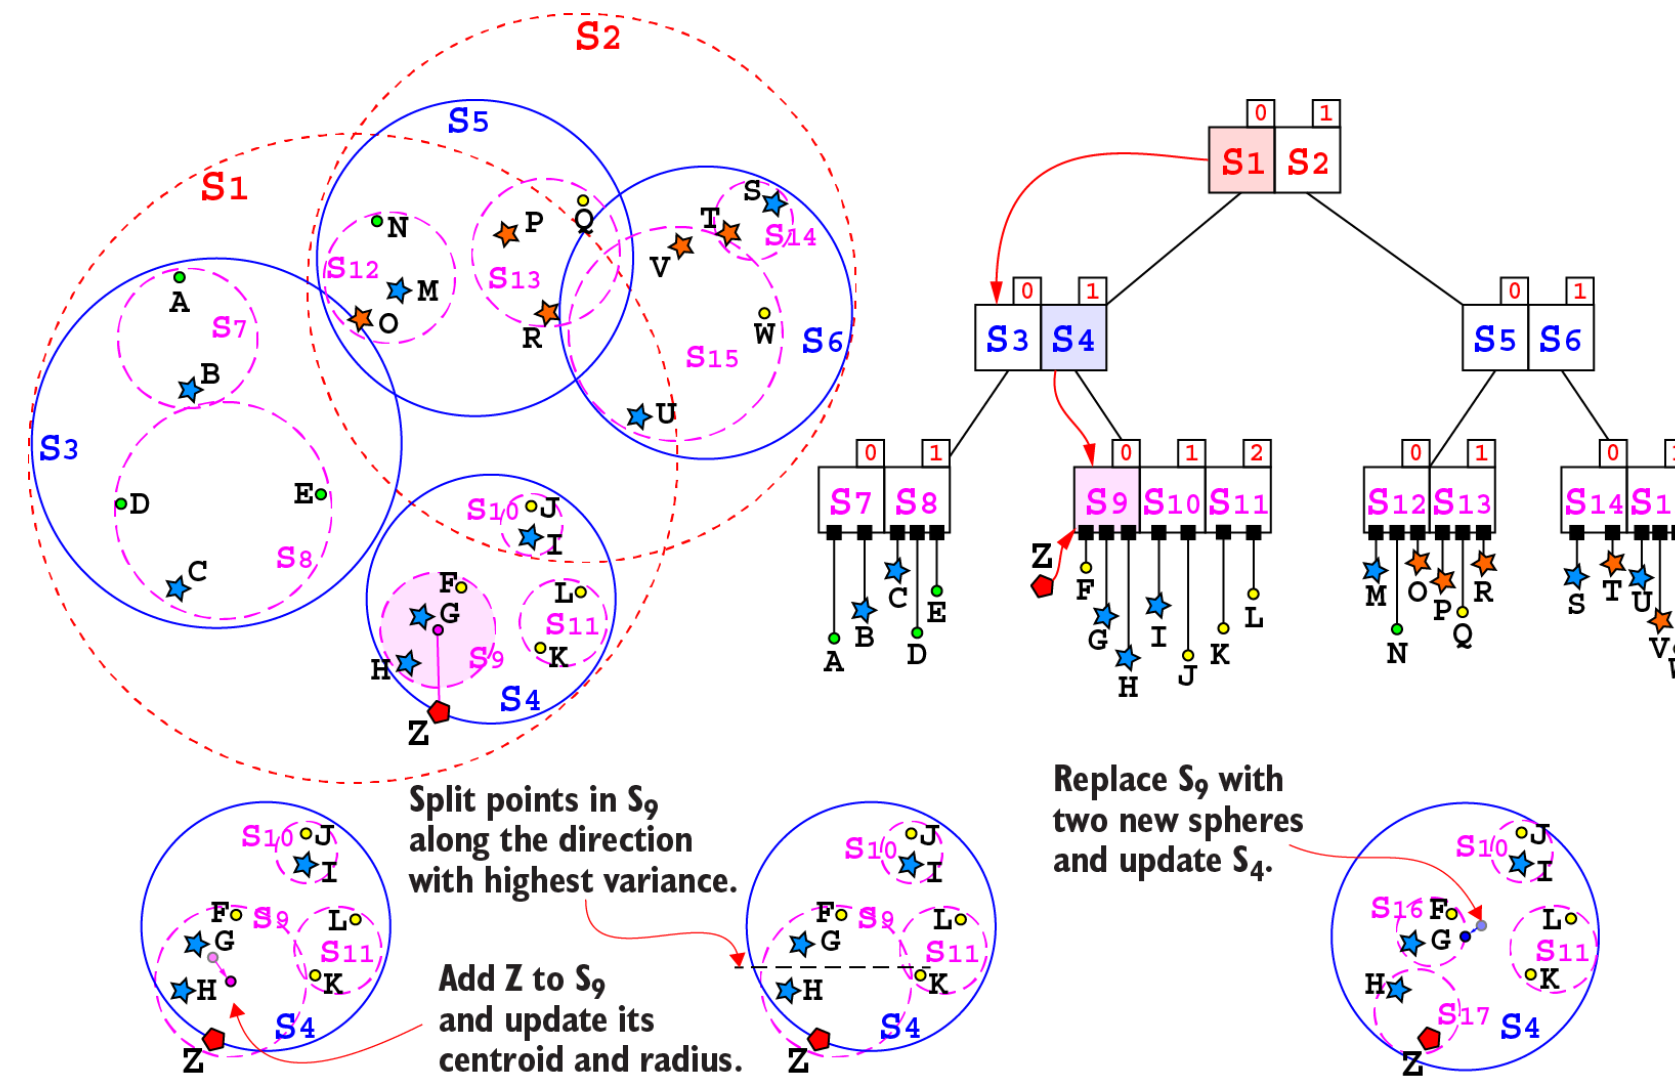 S2
S5
S1
S
N
P
Q
T
S14
S12
V
S13
M
A
O
W
S7
R
S6
S15
B
U
S3
E
D
S10
J
I
S8
C
F
L
G
S11
K
S9
H
S4
Z
0 1
S1 S2
0 1
S3 S4
0 1
S5 S6
0 1
S7 S8
0 1 2
S9 S10 S11
0 1
S12 S13
0
S14
A B C D E
Z
F G H I J K L
M N O P Q R
S T U V
Split points in S9
along the direction
with highest variance.
Replace S9 with
two new spheres
and update S4.
Add Z to S9
and update its
centroid and radius.
S10
J
I
F
S9
L
G
S11
H
K
S4
Z
S10
J
I
F
S9
L
G
S11
H
K
S4
Z
S10
J
I
S16
F
L
G
S11
H
K
S17
S4
Z